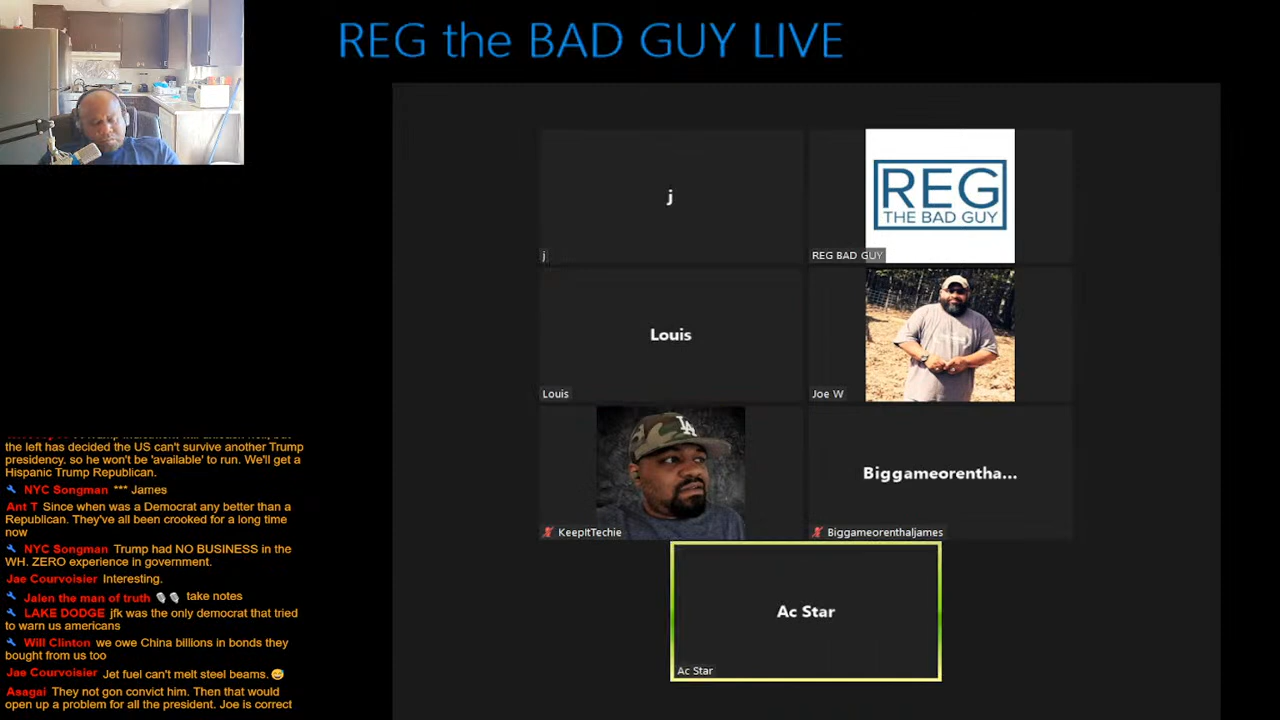 REG the BAD GUY LIVE
j
j
REG
THE BAD GUY
REG BAD GUY
Louis
Louis
Joe W
LA
KeepItTechie
Biggameorentha...
Biggameorenthaljames
Ac Star
Ac Star
the left has decided the US can't survive another Trump
presidency. so he won't be 'available' to run. We'll get a
Hispanic Trump Republican.
NYC Songman *** James
Ant T Since when was a Democrat any better than a
Republican. They've all been crooked for a long time
now
NYC Songman Trump had NO BUSINESS in the
WH. ZERO experience in government.
Jae Courvoisier Interesting.
Jalen the man of truth take notes
LAKE DODGE jfk was the only democrat that tried
to warn us americans
Will Clinton we owe China billions in bonds they
bought from us too
Jae Courvoisier Jet fuel can't melt steel beams.😅
Asagai They not gon convict him. Then that would
open up a problem for all the president. Joe is correct